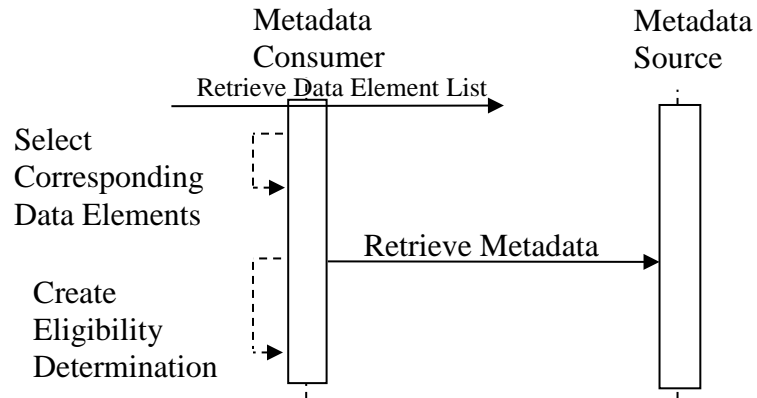 Metadata
Consumer
Metadata
Source
Retrieve Data Element List
Select
Corresponding
Data Elements
Retrieve Metadata
Create
Eligibility
Determination